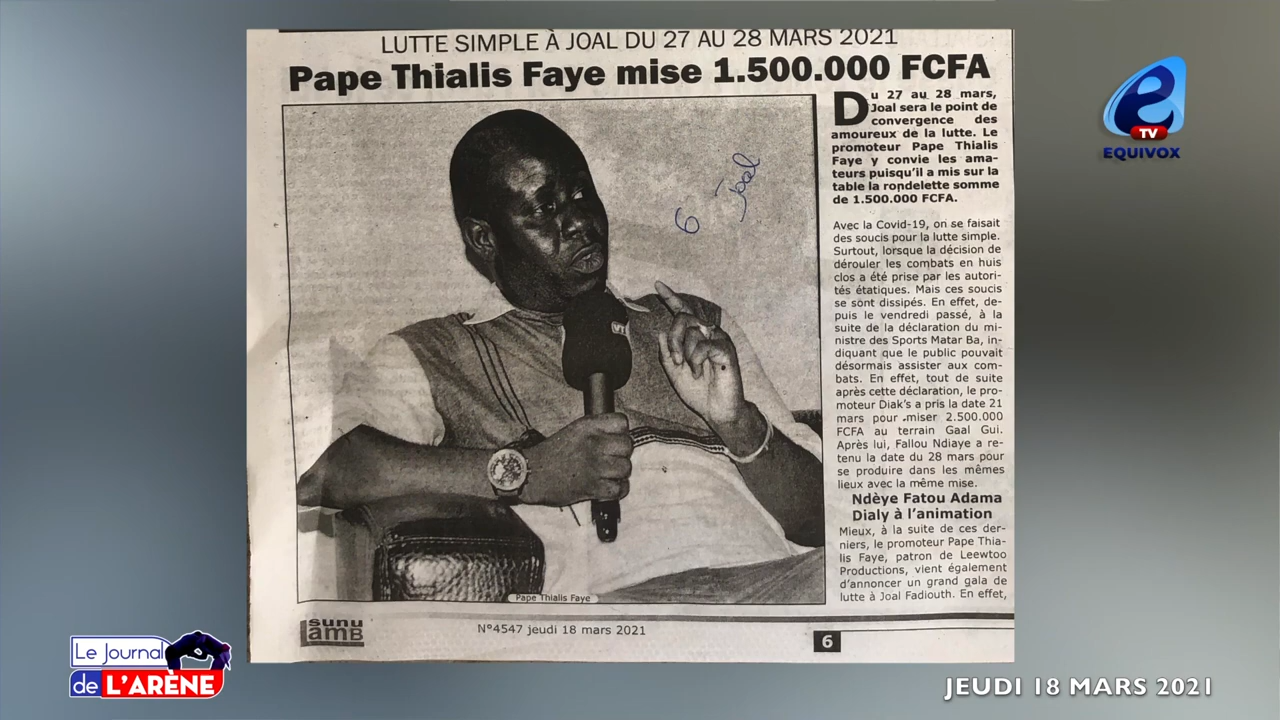 LUTTE SIMPLE À JOAL DU 27 AU 28 MARS 2021
Pape Thialis Faye mise 1.500.000 FCFA
Du 27 au 28 mars,
Joal sera le point de
convergence des
amoureux de la lutte. Le
promoteur Pape Thialis
Faye y convie les ama-
teurs puisqu'il a mis sur la
table la rondelette somme
de 1.500.000 FCFA.
Avec la Covid-19, on se faisait
des soucis pour la lutte simple.
Surtout, lorsque la décision de
dérouler les combats en huis
clos a été prise par les autori-
tés étatiques. Mais ces soucis
se sont dissipés. En effet, de-
puis le vendredi passé, à la
suite de la déclaration du mi-
nistre des Sports Matar Ba, in-
diquant que le public pouvait
désormais assister aux com-
bats. En effet, tout de suite
après cette déclaration, le pro-
moteur Diak's a pris la date 21
mars pour miser 2.500.000
FCFA au terrain Gaal Gui.
Après lui, Fallou Ndiaye a re-
tenu la date du 28 mars pour
se produire dans les mêmes
lieux avec la même mise.
Ndèye Fatou Adama
Dialy à l'animation
Mieux, à la suite de ces der-
niers, le promoteur Pape Thia-
lis Faye, patron de Leewtoo
Productions, vient également
d'annoncer un grand gala de
lutte à Joal Fadiouth. En effet,
6 Joal
Pape Thialis Faye
sunu
LamB
N°4547 jeudi 18 mars 2021
6
e
TV
EQUIVOX
Le Journal
de L'ARÈNE
JEUDI 18 MARS 2021